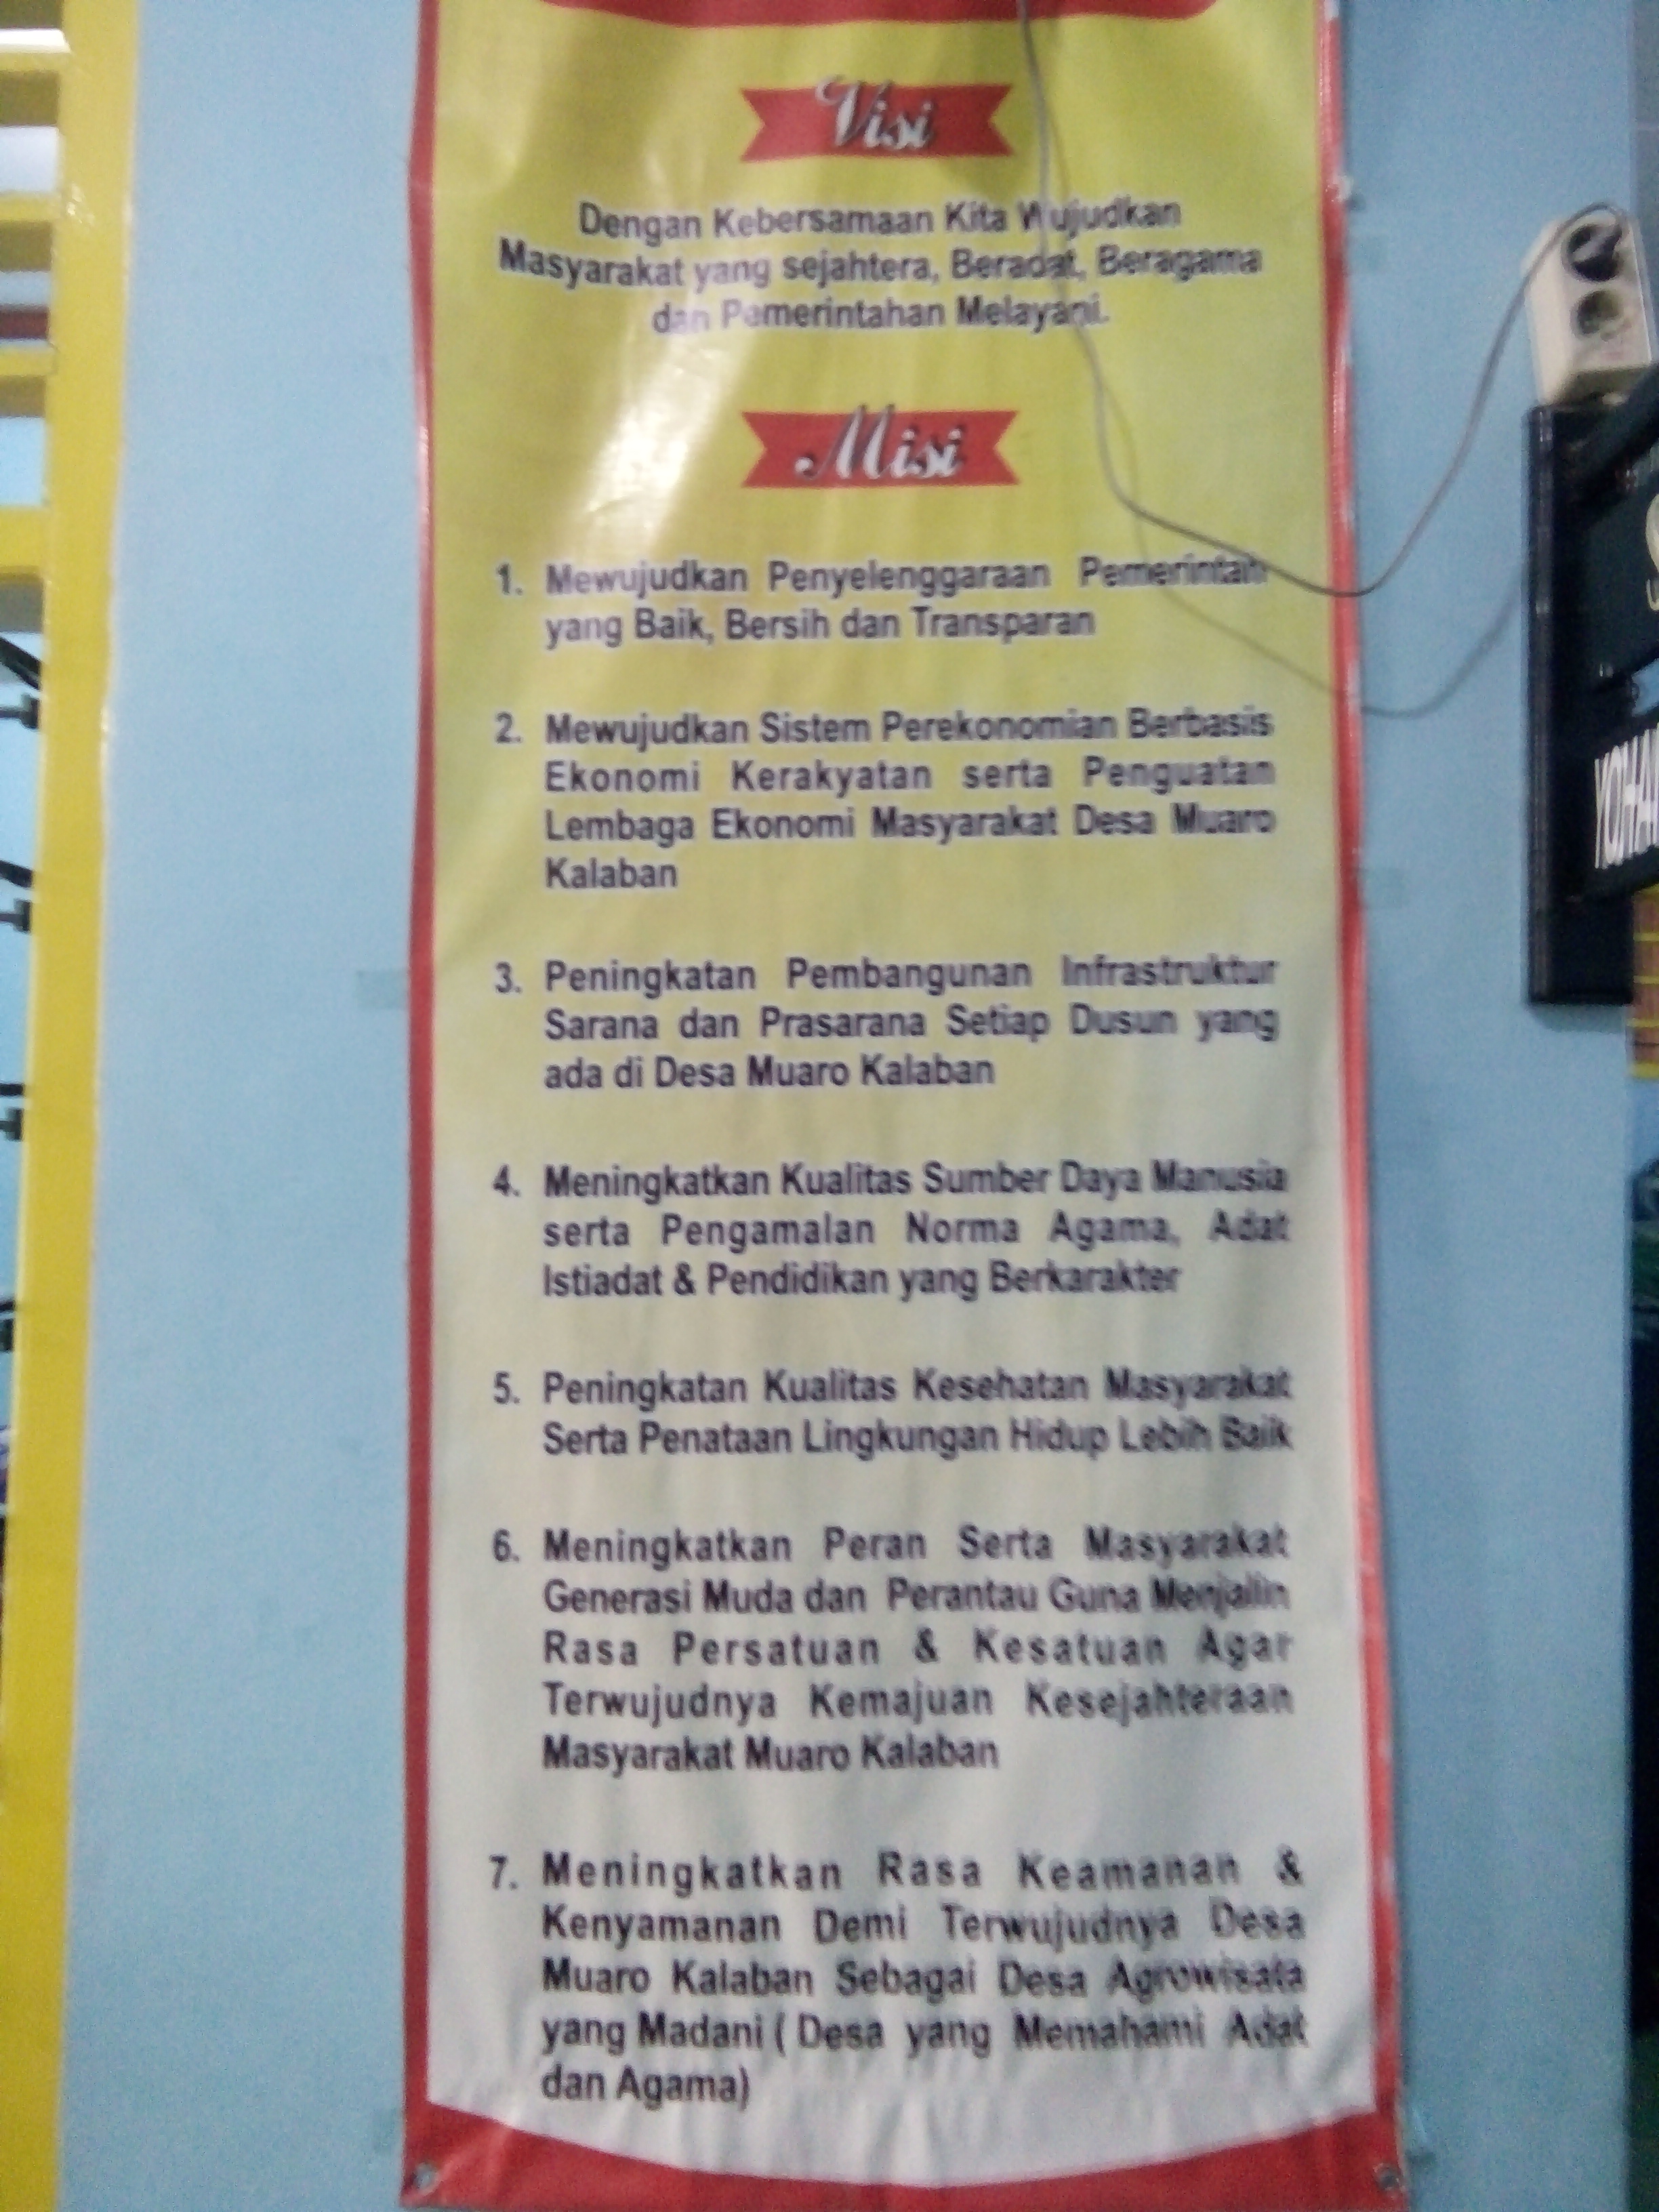 Visi
Dengan Kebersamaan Kita Wujudkan
Masyarakat yang sejahtera, Beradat, Beragama
dan Pemerintahan Melayani.
Misi
1. Mewujudkan Penyelenggaraan Pemerintah
yang Baik, Bersih dan Transparan
2. Mewujudkan Sistem Perekonomian Berbasis
Ekonomi Kerakyatan serta Penguatan
Lembaga Ekonomi Masyarakat Desa Muaro
Kalaban
3. Peningkatan Pembangunan Infrastruktur
Sarana dan Prasarana Setiap Dusun yang
ada di Desa Muaro Kalaban
4. Meningkatkan Kualitas Sumber Daya Manusia
serta Pengamalan Norma Agama, Adat
Istiadat & Pendidikan yang Berkarakter
5. Peningkatan Kualitas Kesehatan Masyarakat
Serta Penataan Lingkungan Hidup Lebih Baik
6. Meningkatkan Peran Serta Masyarakat
Generasi Muda dan Perantau Guna Menjalin
Rasa Persatuan & Kesatuan Agar
Terwujudnya Kemajuan Kesejahteraan
Masyarakat Muaro Kalaban
7. Meningkatkan Rasa Keamanan &
Kenyamanan Demi Terwujudnya Desa
Muaro Kalaban Sebagai Desa Agrowisata
yang Madani ( Desa yang Memahami Adat
dan Agama)